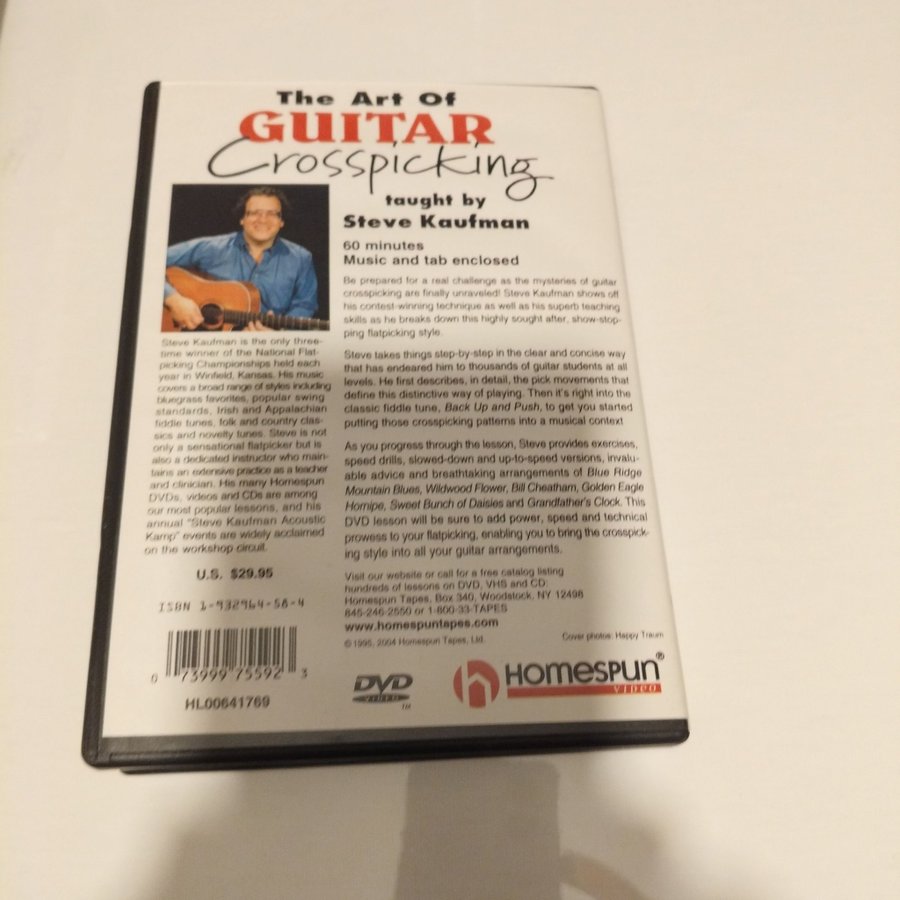 The Art Of
GUITAR
Crosspicking
taught by
Steve Kaufman
60 minutes
Music and tab enclosed
Be prepared for a real challenge as the mysteries of guitar
crosspicking are finally unraveled! Steve Kaufman shows off
his contest-winning technique as well as his superb teaching
skills as he breaks down this highly sought after, show-stop-
ping flatpicking style.
Steve takes things step-by-step in the clear and concise way
that has endeared him to thousands of guitar students at all
levels. He first describes, in detail, the pick movements that
define this distinctive way of playing. Then it's right into the
classic fiddle tune, Back Up and Push, to get you started
putting those crosspicking patterns into a musical context
As you progress through the lesson, Steve provides exercises,
speed drills, slowed-down and up-to-speed versions, invalu-
able advice and breathtaking arrangements of Blue Ridge
Mountain Blues, Wildwood Flower, Bill Cheatham, Golden Eagle
Hornipe, Sweet Bunch of Daisies and Grandfather's Clock. This
DVD lesson will be sure to add power, speed and technical
prowess to your flatpicking, enabling you to bring the crosspick-
ing style into all your guitar arrangements.
Visit our website or call for a free catalog listing
hundreds of lessons on DVD, VHS and CD:
Homespun Tapes, Box 340, Woodstock, NY 12498
845-246-2550 or 1-800-33-TAPES
www.homespuntapes.com
© 1995, 2004 Homespun Tapes, Ltd.
Cover photos: Happy Traum
Steve Kaufman is the only three-
time winner of the National Flat-
picking Championships held each
year in Winfield, Kansas. His music
covers a broad range of styles including
bluegrass favorites, popular swing
standards, Irish and Appalachian
fiddle tunes, folk and country clas-
sics and novelty tunes. Steve is not
only a sensational flatpicker but is
also a dedicated instructor who main-
tains an extensive practice as a teacher
and clinician. His many Homespun
DVDs, videos and CDs are among
our most popular lessons, and his
annual "Steve Kaufman Acoustic
Kamp" events are widely acclaimed
on the workshop circuit.
U.S. $29.95
ISBN 1-932964-58-4
0 73999 75592 3
HL00641769
DVD
VIDEO
™
HOMESPUN®
VIDEO